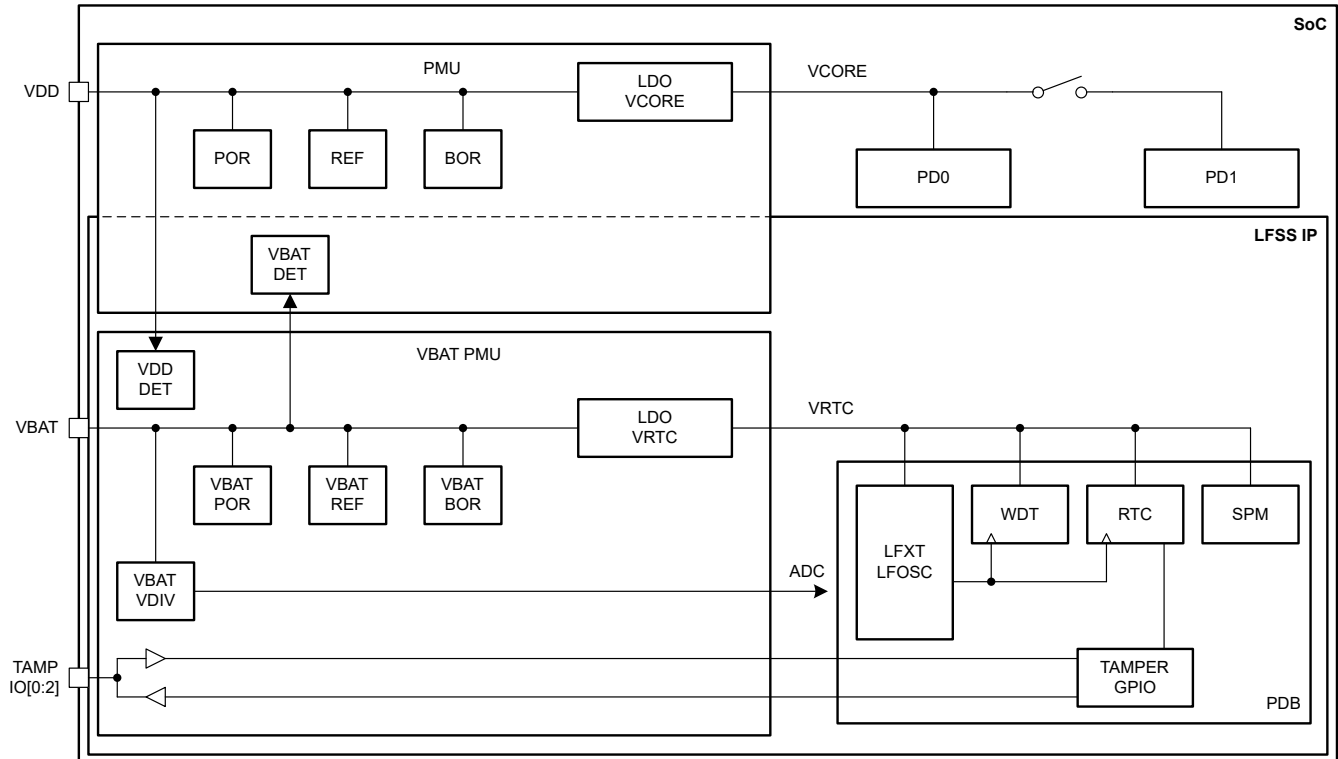 SoC
PMU
VCORE
LDO
VCORE
VDD
POR
REF
BOR
PD0
PD1
LFSS IP
VBAT
DET
VBAT PMU
VDD
DET
VBAT
LDO
VRTC
VRTC
VBAT
POR
VBAT
REF
VBAT
BOR
WDT
RTC
SPM
LFXT
LFOSC
VBAT
VDIV
ADC
TAMP
IO[0:2]
TAMPER
GPIO
PDB